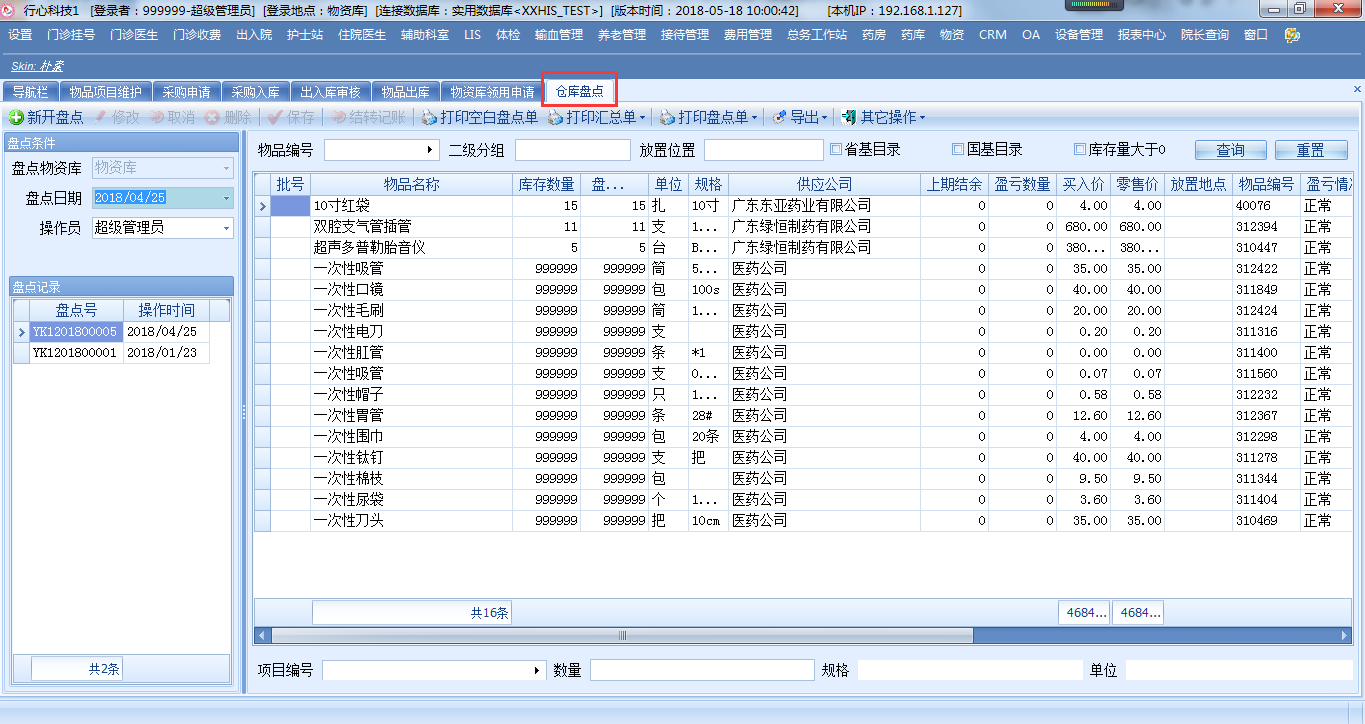 行心科技1 [登录者：999999-超级管理员] [登录地点：物资库] [连接数据库：实用数据库<XXHIS_TEST>] [版本时间：2018-05-18 10:00:42] [本机IP：192.168.1.127]
设置 门诊挂号 门诊医生 门诊收费 出入院 护士站 住院医生 辅助科室 LIS 体检 输血管理 养老管理 接待管理 费用管理 总务工作站 药房 药库 物资 CRM OA 设备管理 报表中心 院长查询 窗口
Skin: 朴素
导航栏 物品项目维护 采购申请 采购入库 出入库审核 物品出库 物资库领用申请 仓库盘点
新开盘点 修改 取消 删除 保存 结转记账 打印空白盘点单 打印汇总单 打印盘点单 导出 其它操作
盘点条件
盘点物资库 物资库
盘点日期 2018/04/25
操作员 超级管理员
盘点记录
盘点号 操作时间
YK1201800005 2018/04/25
YK1201800001 2018/01/23
共2条
物品编号 二级分组 放置位置 省基目录 国基目录 库存量大于0 查询 重置
批号 物品名称 库存数量 盘... 单位 规格 供应公司 上期结余 盈亏数量 买入价 零售价 放置地点 物品编号 盈亏情
10寸红袋 15 15 扎 10寸 广东东亚药业有限公司 0 0 4.00 4.00 40076 正常
双腔支气管插管 11 11 支 1... 广东绿恒制药有限公司 0 0 680.00 680.00 312394 正常
超声多普勒胎音仪 5 5 台 B... 广东绿恒制药有限公司 0 0 380... 380... 310447 正常
一次性吸管 999999 999999 筒 5... 医药公司 0 0 35.00 35.00 312422 正常
一次性口镜 999999 999999 包 100s 医药公司 0 0 40.00 40.00 311849 正常
一次性毛刷 999999 999999 筒 1... 医药公司 0 0 20.00 20.00 312424 正常
一次性电刀 999999 999999 支 医药公司 0 0 0.20 0.20 311316 正常
一次性肛管 999999 999999 条 *1 医药公司 0 0 0.00 0.00 311400 正常
一次性吸管 999999 999999 支 0... 医药公司 0 0 0.07 0.07 311560 正常
一次性帽子 999999 999999 只 1... 医药公司 0 0 0.58 0.58 312232 正常
一次性胃管 999999 999999 条 28# 医药公司 0 0 12.60 12.60 312367 正常
一次性围巾 999999 999999 包 20条 医药公司 0 0 4.00 4.00 312298 正常
一次性钛钉 999999 999999 支 把 医药公司 0 0 40.00 40.00 311278 正常
一次性棉枝 999999 999999 包 医药公司 0 0 9.50 9.50 311344 正常
一次性尿袋 999999 999999 个 1... 医药公司 0 0 3.60 3.60 311404 正常
一次性刀头 999999 999999 把 10cm 医药公司 0 0 35.00 35.00 310469 正常
共16条 4684... 4684...
项目编号 数量 规格 单位